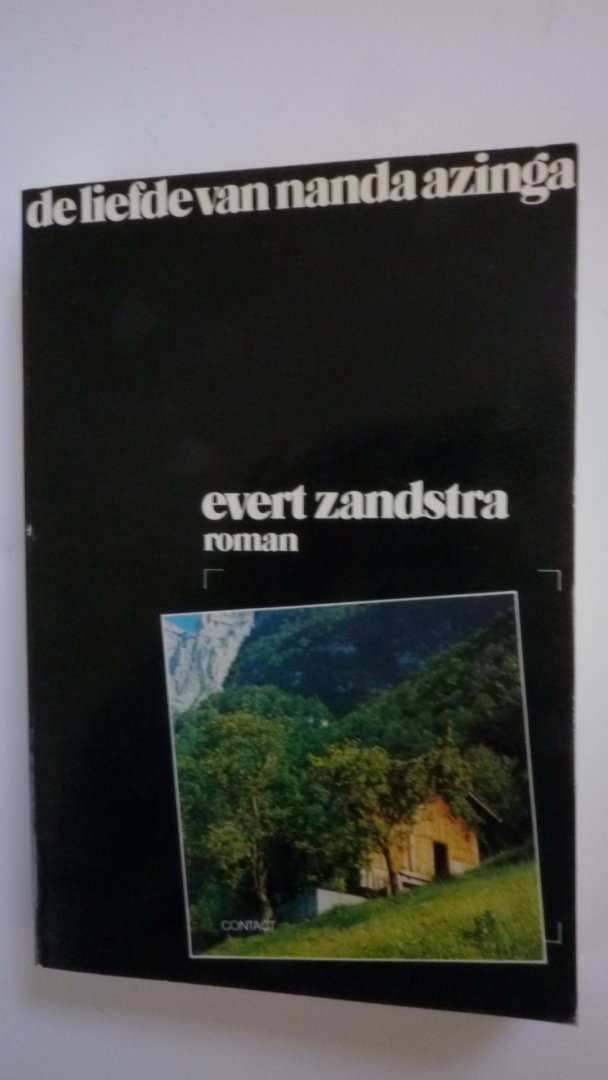 de liefde van nanda azinga
evert zandstra
roman
CONTACT